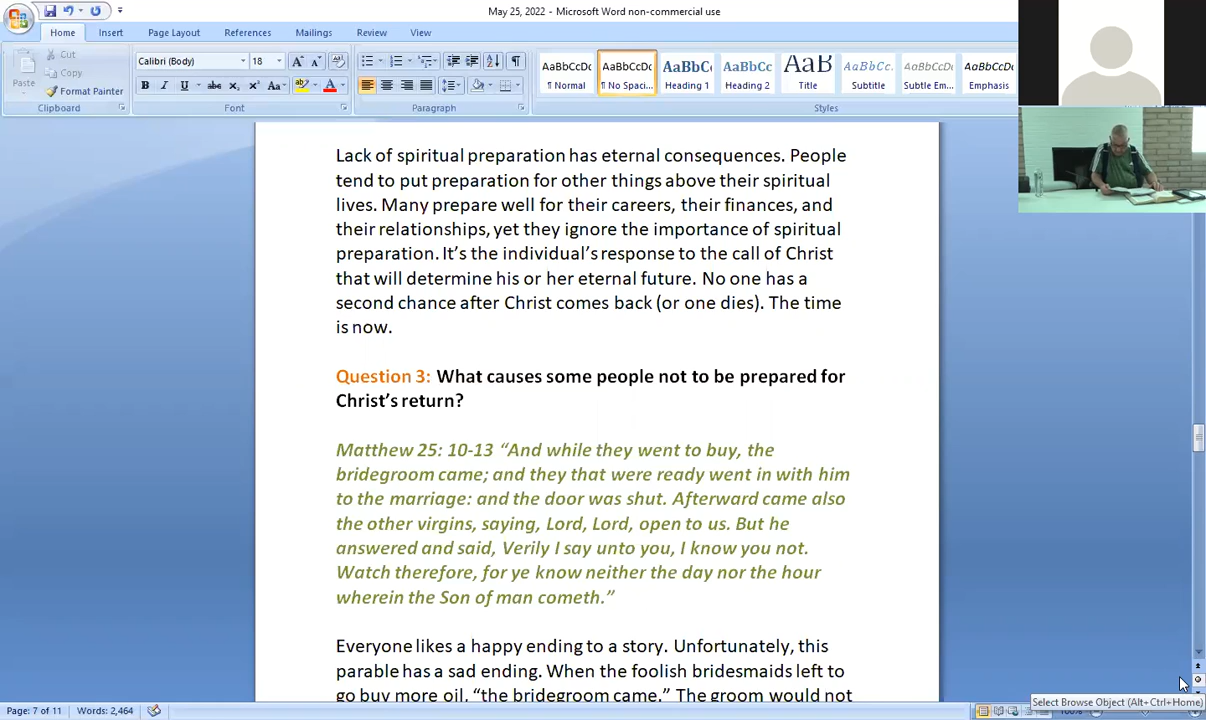 May 25, 2022 - Microsoft Word non-commercial use
Home Insert Page Layout References Mailings Review View
Cut
Copy
Paste
Format Painter
Clipboard
Calibri (Body) 18
Font
Paragraph
AaBbCcDc AaBbCcDc AaBbC AaBbCc AaB AaBbCcI AaBbCcDc AaBbCcDc
¶ Normal ¶ No Spaci... Heading 1 Heading 2 Title Subtitle Subtle Em... Emphasis
Styles
Lack of spiritual preparation has eternal consequences. People
tend to put preparation for other things above their spiritual
lives. Many prepare well for their careers, their finances, and
their relationships, yet they ignore the importance of spiritual
preparation. It’s the individual’s response to the call of Christ
that will determine his or her eternal future. No one has a
second chance after Christ comes back (or one dies). The time
is now.
Question 3: What causes some people not to be prepared for
Christ’s return?
Matthew 25: 10-13 “And while they went to buy, the
bridegroom came; and they that were ready went in with him
to the marriage: and the door was shut. Afterward came also
the other virgins, saying, Lord, Lord, open to us. But he
answered and said, Verily I say unto you, I know you not.
Watch therefore, for ye know neither the day nor the hour
wherein the Son of man cometh.”
Everyone likes a happy ending to a story. Unfortunately, this
parable has a sad ending. When the foolish bridesmaids left to
go buy more oil, “the bridegroom came.” The groom would not
Select Browse Object (Alt+Ctrl+Home)
Page: 7 of 11 Words: 2,464